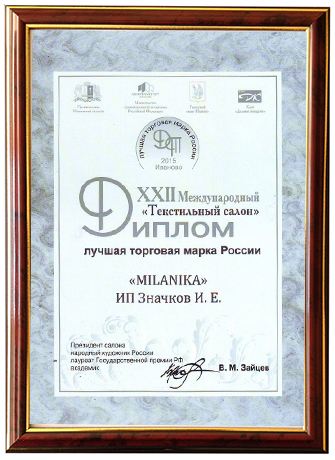 лучшая торговая марка России
2015
Иваново
XXII Международный
«Текстильный салон»
Диплом
лучшая торговая марка России
«MILANIKA»
ИП Значков И. Е.
Президент салона
народный художник России
лауреат Государственной премии РФ
академик
В. М. Зайцев